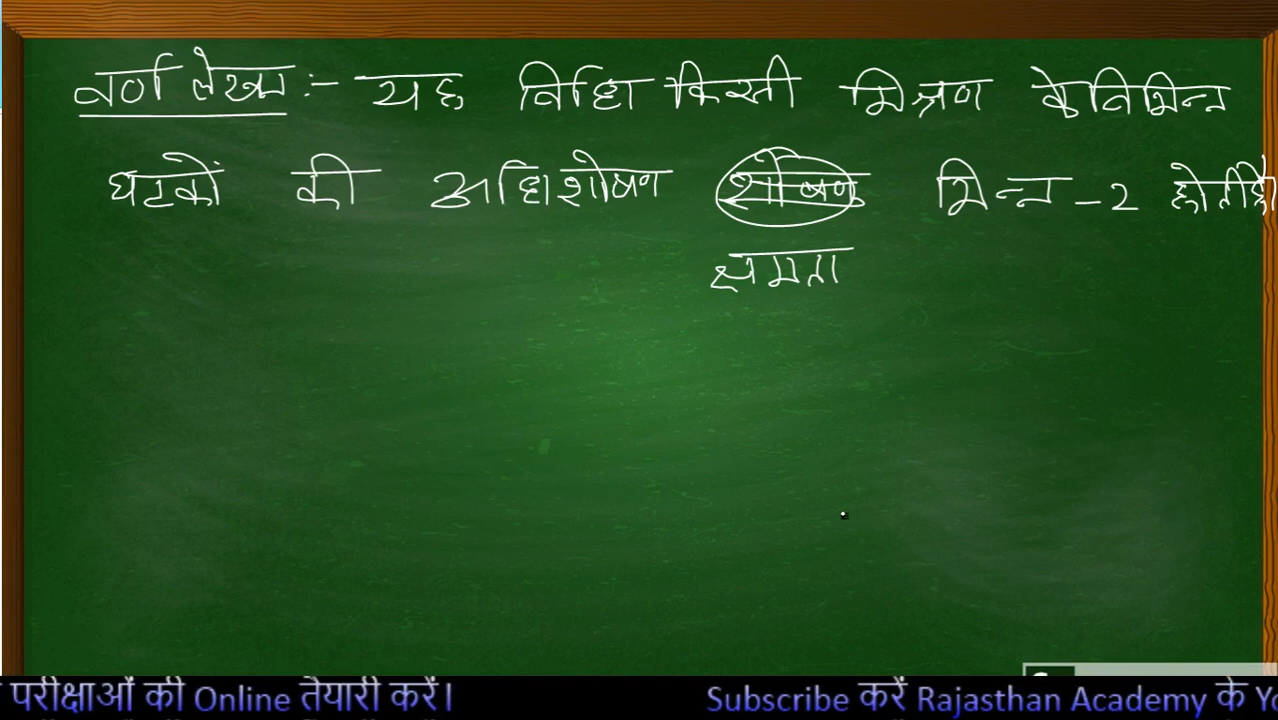 वर्ण लेखन :- यह विधि किसी मिश्रण के विभिन्न
घटकों की अधिशोषण शोषण भिन्न - 2 होती है
क्षमता
परीक्षाओं की Online तैयारी करें। Subscribe करें Rajasthan Academy के